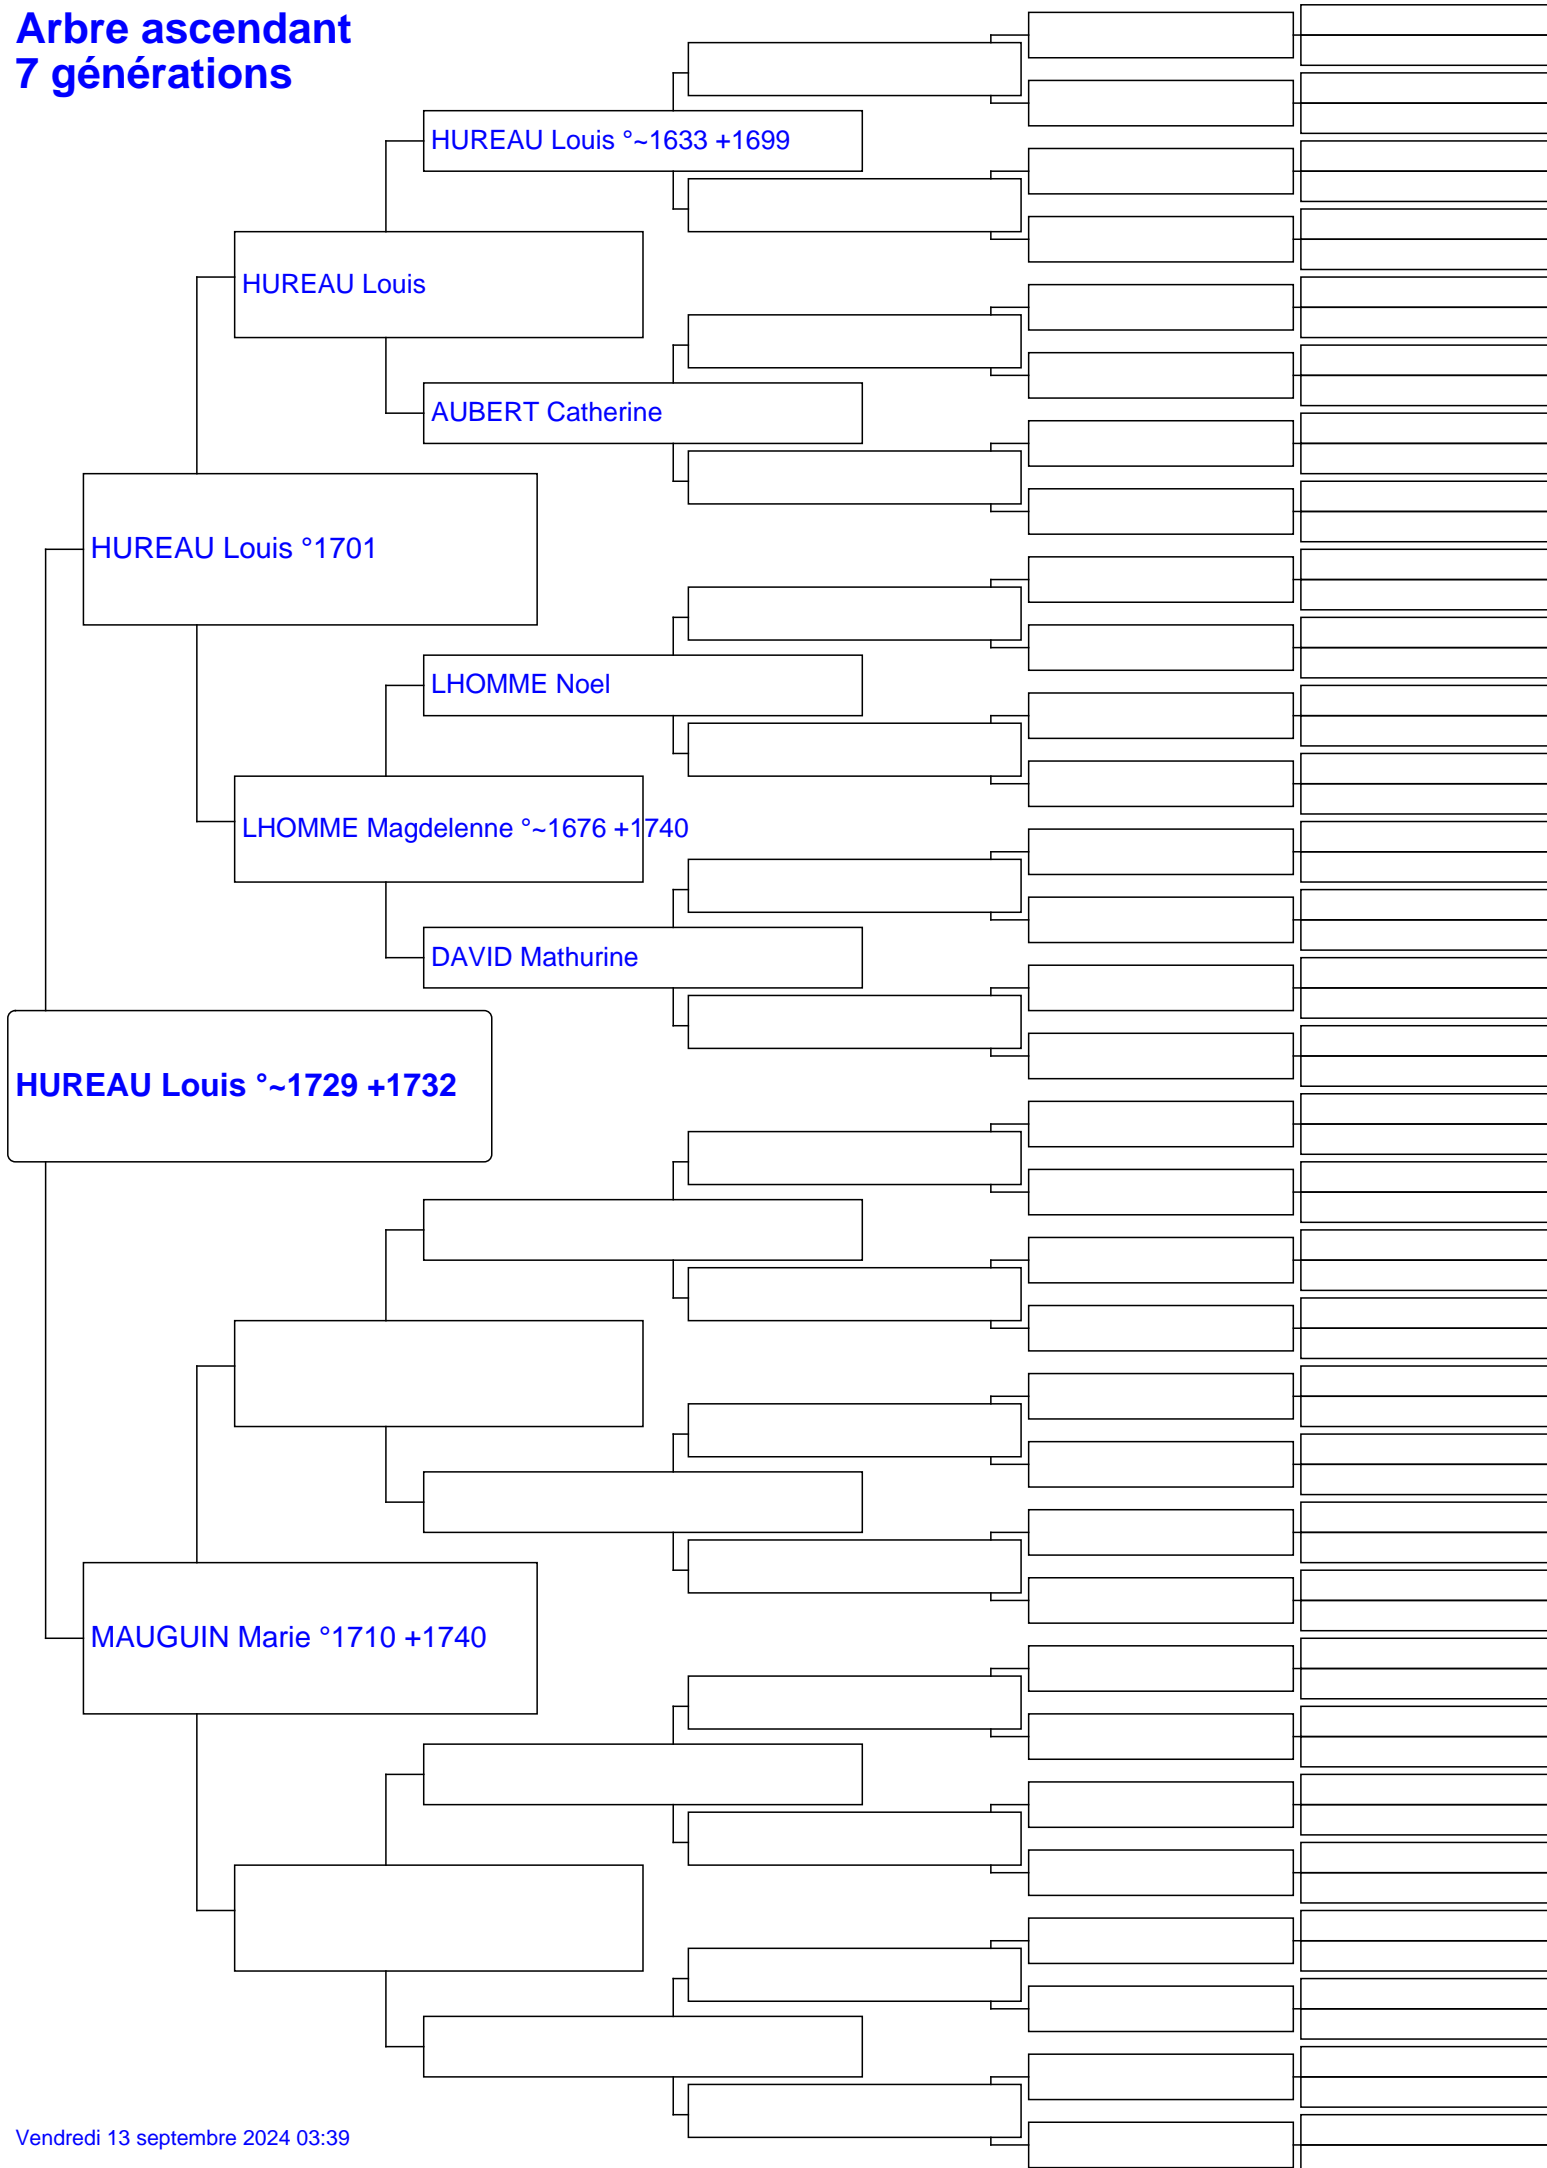 Arbre ascendant
7 générations
HUREAU Louis °~1633 +1699
HUREAU Louis
AUBERT Catherine
HUREAU Louis °1701
LHOMME Noel
LHOMME Magdelenne °~1676 +1740
DAVID Mathurine
HUREAU Louis °~1729 +1732
MAUGUIN Marie °1710 +1740
Vendredi 13 septembre 2024 03:39